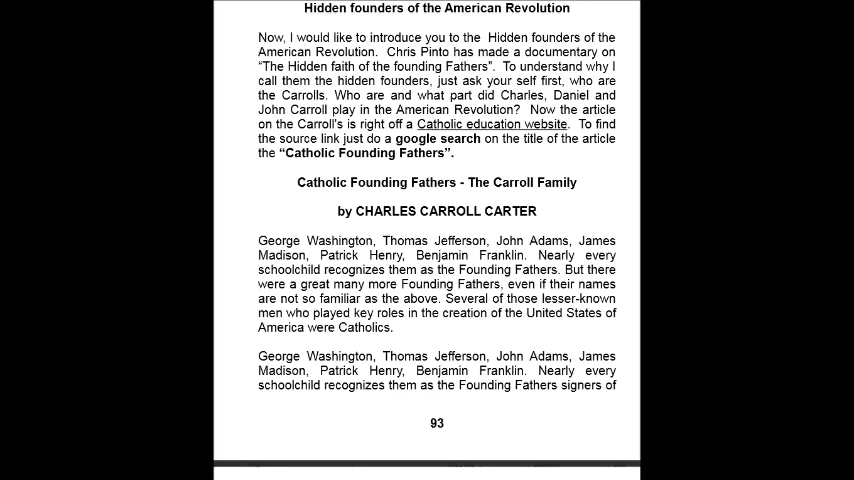 Hidden founders of the American Revolution
Now, I would like to introduce you to the Hidden founders of the
American Revolution. Chris Pinto has made a documentary on
“The Hidden faith of the founding Fathers”. To understand why I
call them the hidden founders, just ask your self first, who are
the Carrolls. Who are and what part did Charles, Daniel and
John Carroll play in the American Revolution? Now the article
on the Carroll's is right off a Catholic education website. To find
the source link just do a google search on the title of the article
the “Catholic Founding Fathers”.
Catholic Founding Fathers - The Carroll Family
by CHARLES CARROLL CARTER
George Washington, Thomas Jefferson, John Adams, James
Madison, Patrick Henry, Benjamin Franklin. Nearly every
schoolchild recognizes them as the Founding Fathers. But there
were a great many more Founding Fathers, even if their names
are not so familiar as the above. Several of those lesser-known
men who played key roles in the creation of the United States of
America were Catholics.
George Washington, Thomas Jefferson, John Adams, James
Madison, Patrick Henry, Benjamin Franklin. Nearly every
schoolchild recognizes them as the Founding Fathers signers of
93